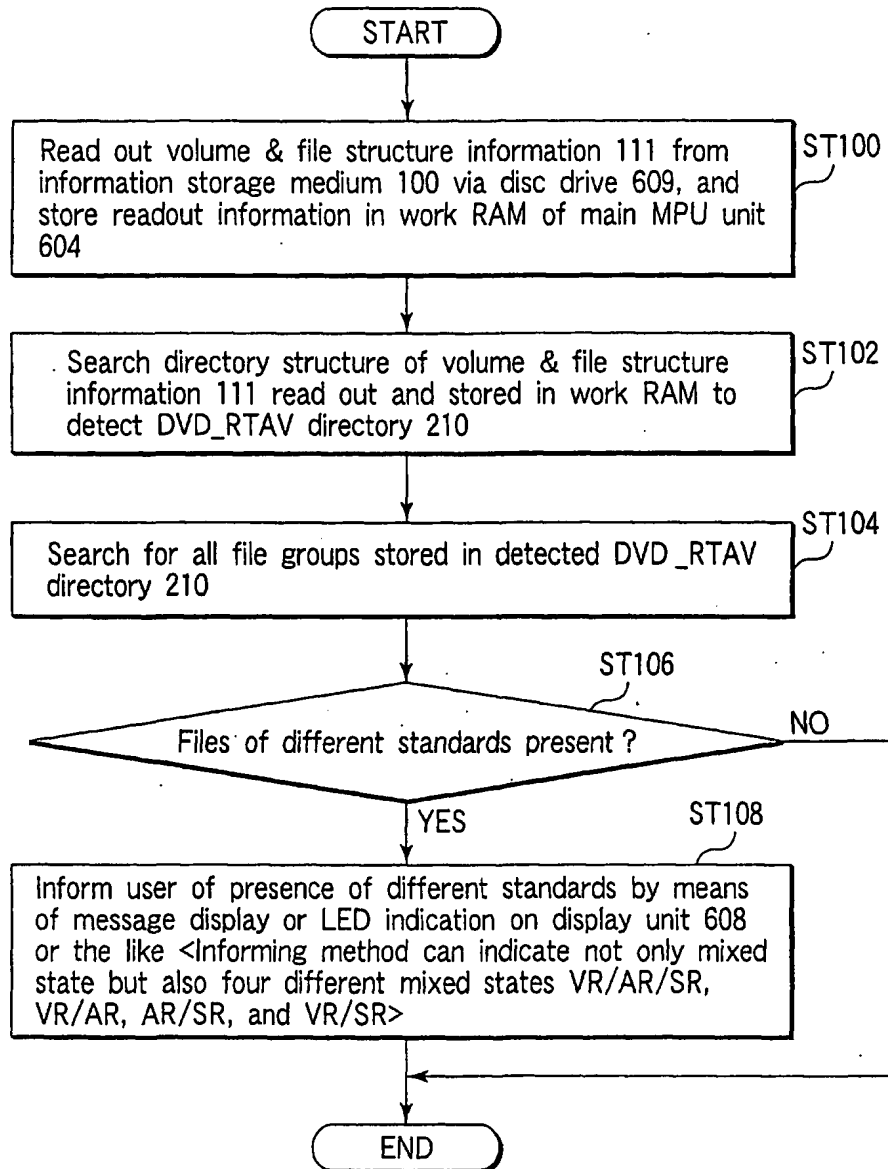 START
ST100
Read out volume & file structure information 111 from
information storage medium 100 via disc drive 609, and
store readout information in work RAM of main MPU unit
604
ST102
Search directory structure of volume & file structure
information 111 read out and stored in work RAM to
detect DVD_RTAV directory 210
ST104
Search for all file groups stored in detected DVD_RTAV
directory 210
ST106
Files of different standards present ?
NO
YES
ST108
Inform user of presence of different standards by means
of message display or LED indication on display unit 608
or the like <Informing method can indicate not only mixed
state but also four different mixed states VR/AR/SR,
VR/AR, AR/SR, and VR/SR>
END